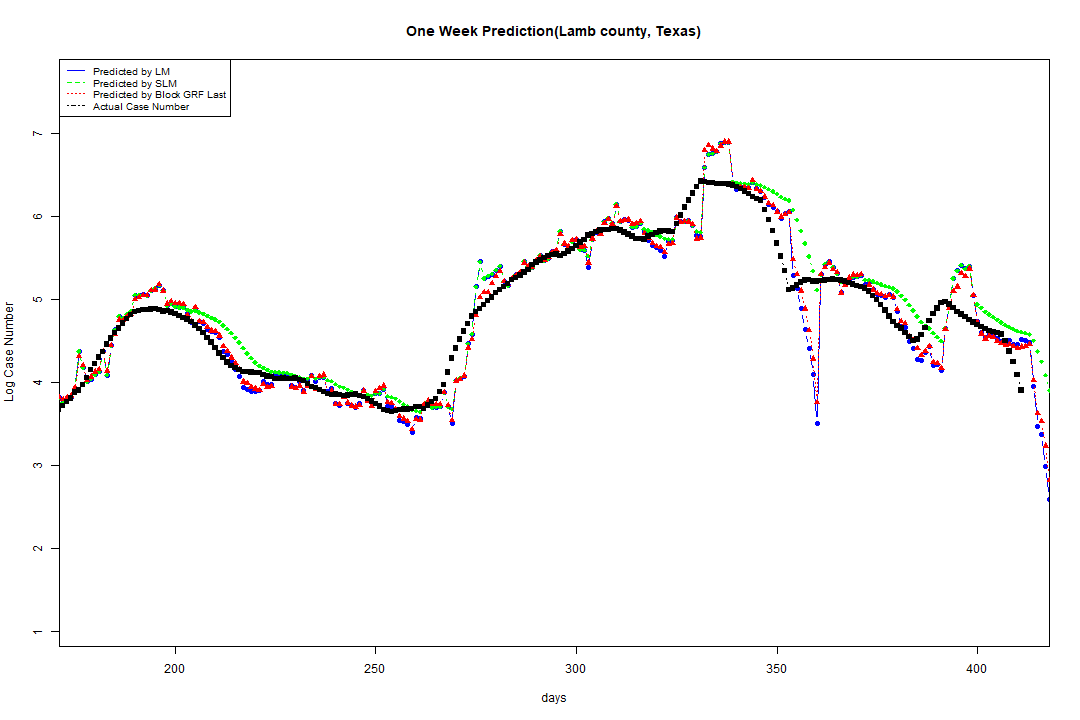 One Week Prediction(Lamb county, Texas)
Predicted by LM
Predicted by SLM
Predicted by Block GRF Last
Actual Case Number
7
6
5
4
3
2
1
Log Case Number
200 250 300 350 400
days